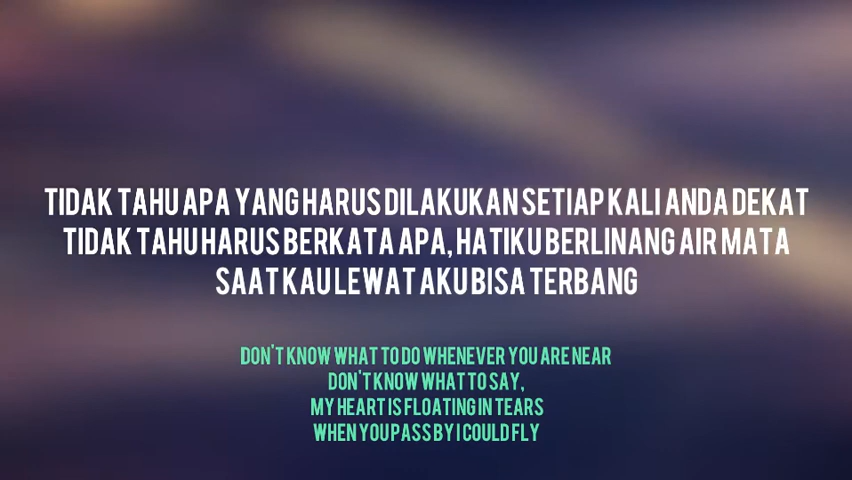 TIDAK TAHU APA YANG HARUS DILAKUKAN SETIAP KALI ANDA DEKAT
TIDAK TAHU HARUS BERKATA APA, HATIKU BERLINANG AIR MATA
SAAT KAU LEWAT AKU BISA TERBANG
DON'T KNOW WHAT TO DO WHENEVER YOU ARE NEAR
DON'T KNOW WHAT TO SAY,
MY HEART IS FLOATING IN TEARS
WHEN YOU PASS BY I COULD FLY